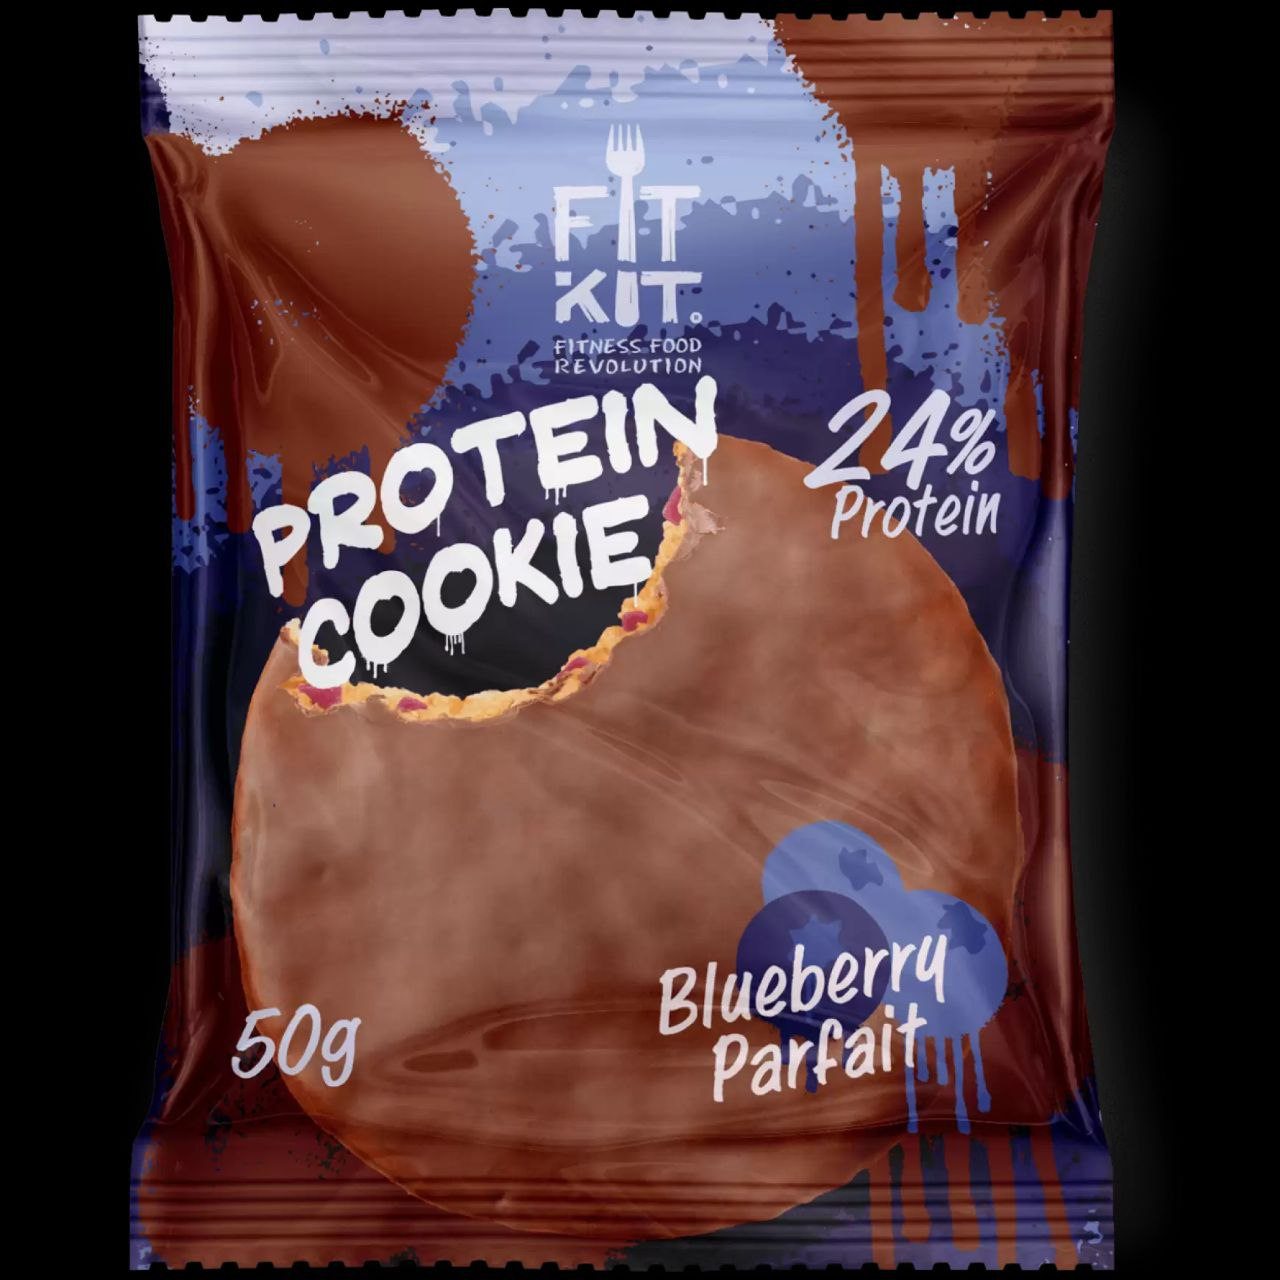 FIT
KIT®
FITNESS FOOD
REVOLUTION
PROTEIN
COOKIE
24%
Protein
Blueberry
Parfait
50g